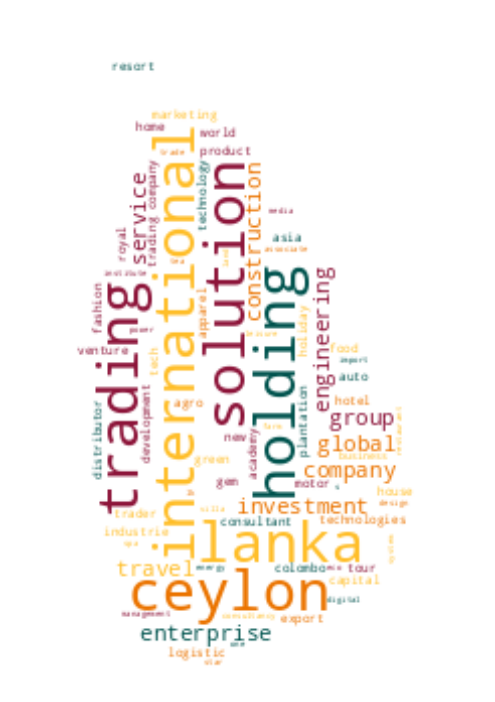 resort
marketing
home
world
trade
product
technology
trading company
service
international
solution
construction
media
royal
asia
associate
institute
holding
engineering
trading
fashion
apparel
holiday
power
leisure
venture
tech
food
import
auto
development
agro
plantation
hotel
restaurant
distributor
group
farm
new
academy
global
business
green
company
gem
motor
house
villa
investment
design
trader
consultant
technologies
industrie
lanka
spa
system
travel
energy
colombo
eco
tour
capital
ceylon
digital
management
consultancy
export
enterprise
logistic
star